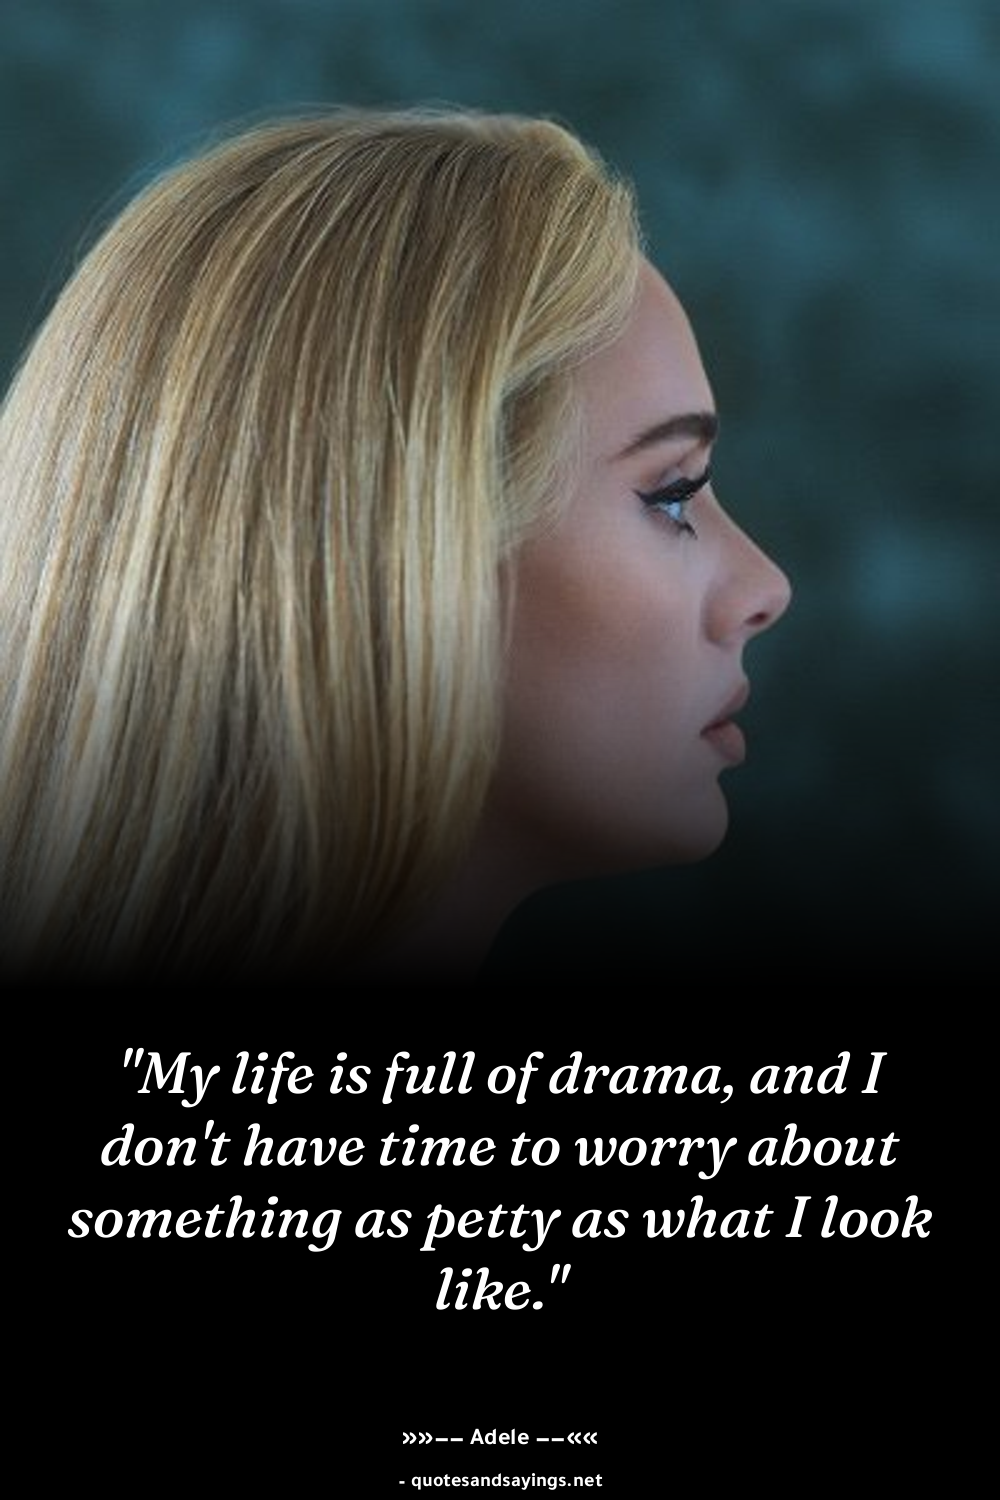 "My life is full of drama, and I
don't have time to worry about
something as petty as what I look
like."
»»–– Adele ––««
- quotesandsayings.net